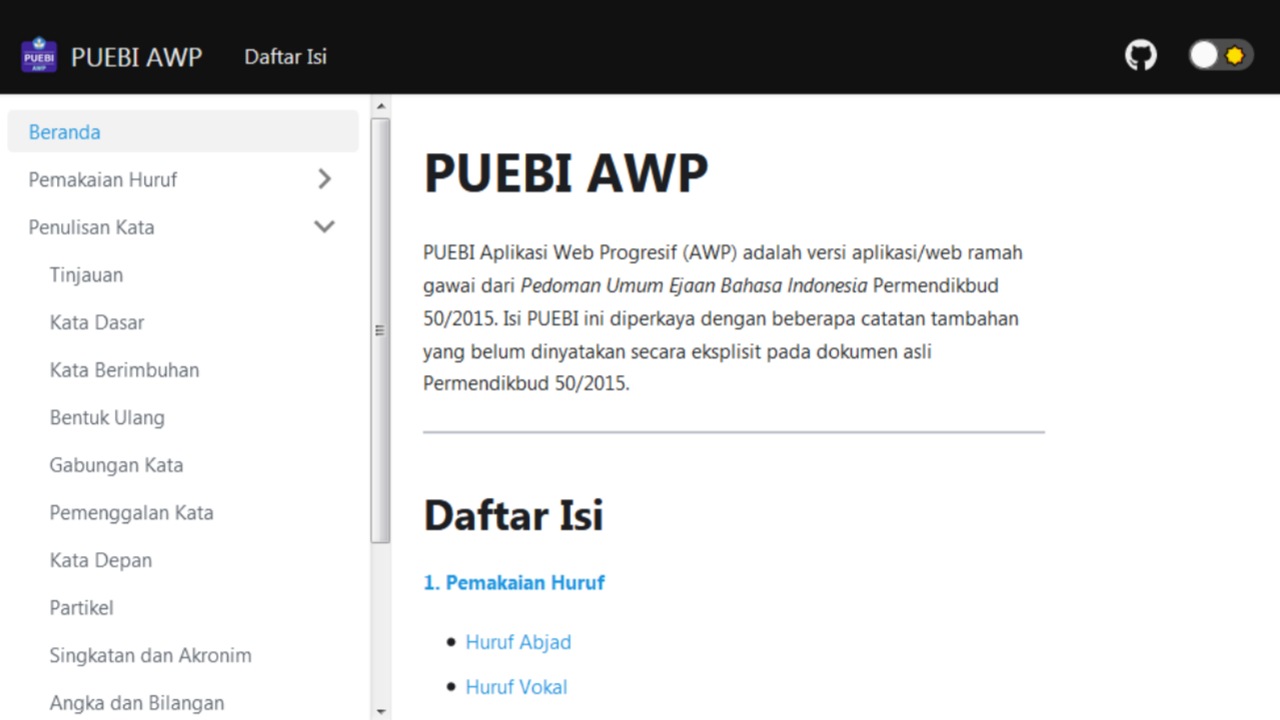 PUEBI AWP
PUEBI AWP
Daftar Isi
Beranda
Pemakaian Huruf
Penulisan Kata
Tinjauan
Kata Dasar
Kata Berimbuhan
Bentuk Ulang
Gabungan Kata
Pemenggalan Kata
Kata Depan
Partikel
Singkatan dan Akronim
Angka dan Bilangan
PUEBI AWP
PUEBI Aplikasi Web Progresif (AWP) adalah versi aplikasi/web ramah
gawai dari Pedoman Umum Ejaan Bahasa Indonesia Permendikbud
50/2015. Isi PUEBI ini diperkaya dengan beberapa catatan tambahan
yang belum dinyatakan secara eksplisit pada dokumen asli
Permendikbud 50/2015.
Daftar Isi
1. Pemakaian Huruf
Huruf Abjad
Huruf Vokal